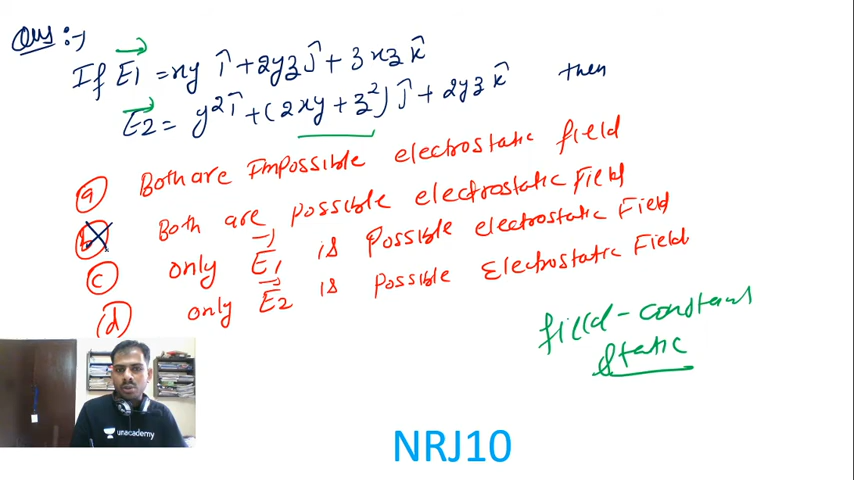 Ques :-
If E1 = xy î + 2yz ĵ + 3xz k̂
E2 = y2 î + (2xy + z2) ĵ + 2yz k̂ then
(a) Both are Impossible electrostatic field
(b) Both are possible electrostatic Field
(c) only E1 is possible electrostatic Field
(d) only E2 is possible Electrostatic Field
field - constant
static
unacademy
NRJ10